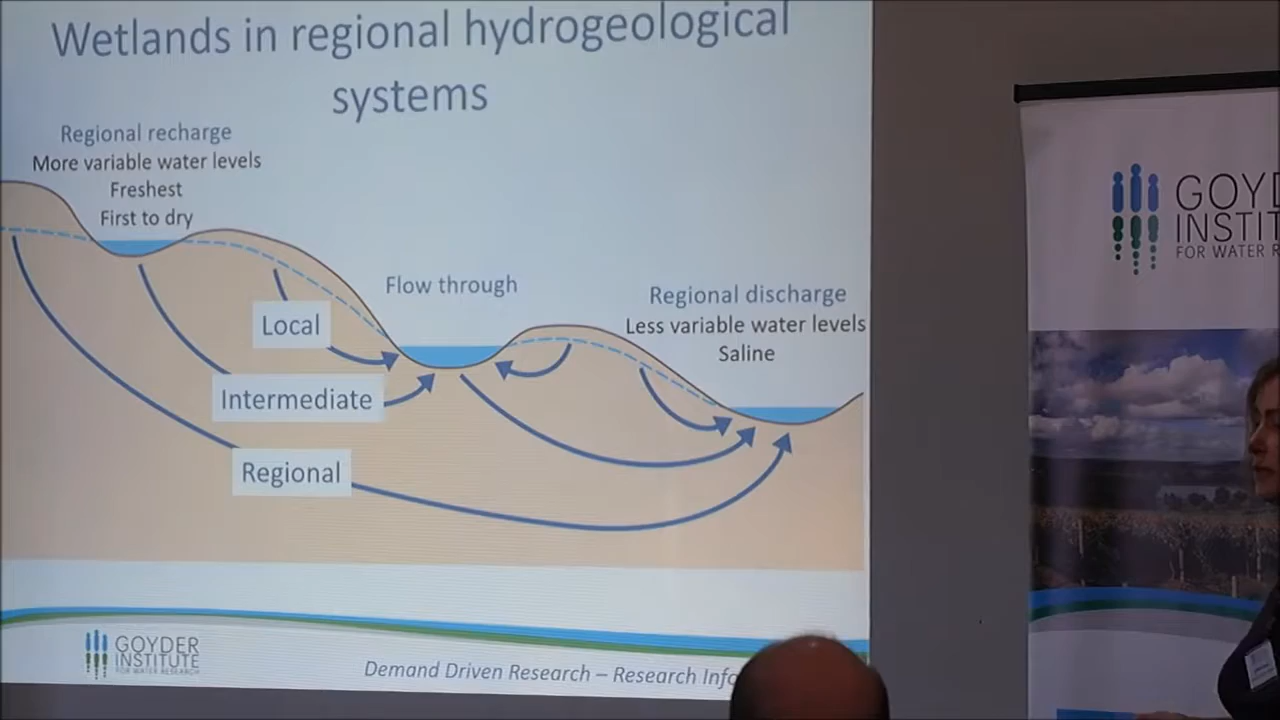 Wetlands in regional hydrogeological
systems
Regional recharge
More variable water levels
Freshest
First to dry
Flow through
Regional discharge
Less variable water levels
Saline
Local
Intermediate
Regional
GOYDER
INSTITUTE
FOR WATER RESEARCH
Demand Driven Research – Research Info
GOYD
INSTIT
FOR WATER R